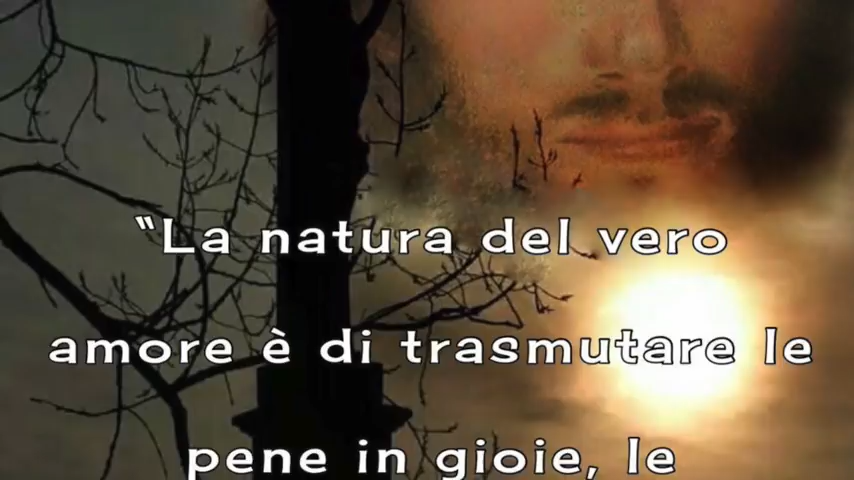 “La natura del vero
amore è di trasmutare le
pene in gioie, le